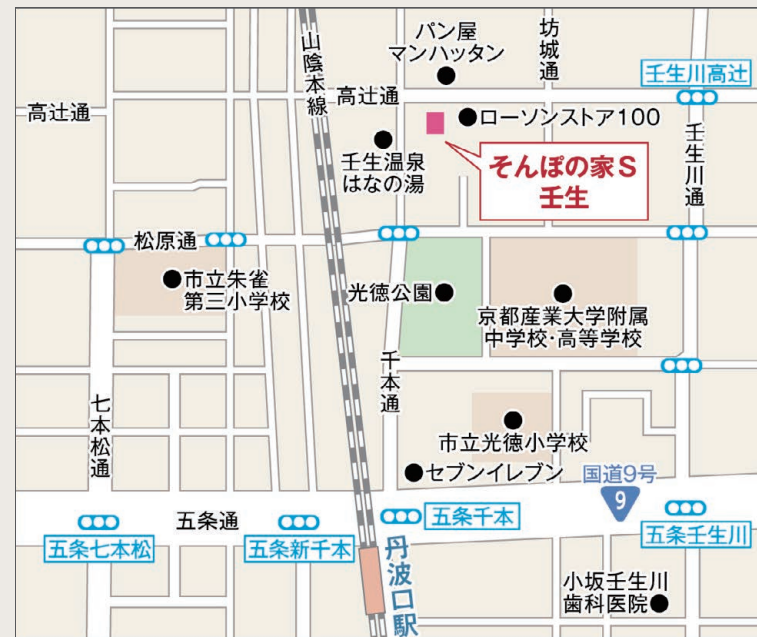 パン屋
マンハッタン
坊城通
山陰本線
壬生川高辻
高辻通
高辻通
ローソンストア100
壬生川通
壬生温泉
はなの湯
そんぽの家S
壬生
松原通
市立朱雀
第三小学校
光徳公園
京都産業大学附属
中学校・高等学校
千本通
七本松通
市立光徳小学校
セブンイレブン
国道9号
9
五条通
五条千本
五条七本松
五条新千本
五条壬生川
丹波口駅
小坂壬生川
歯科医院